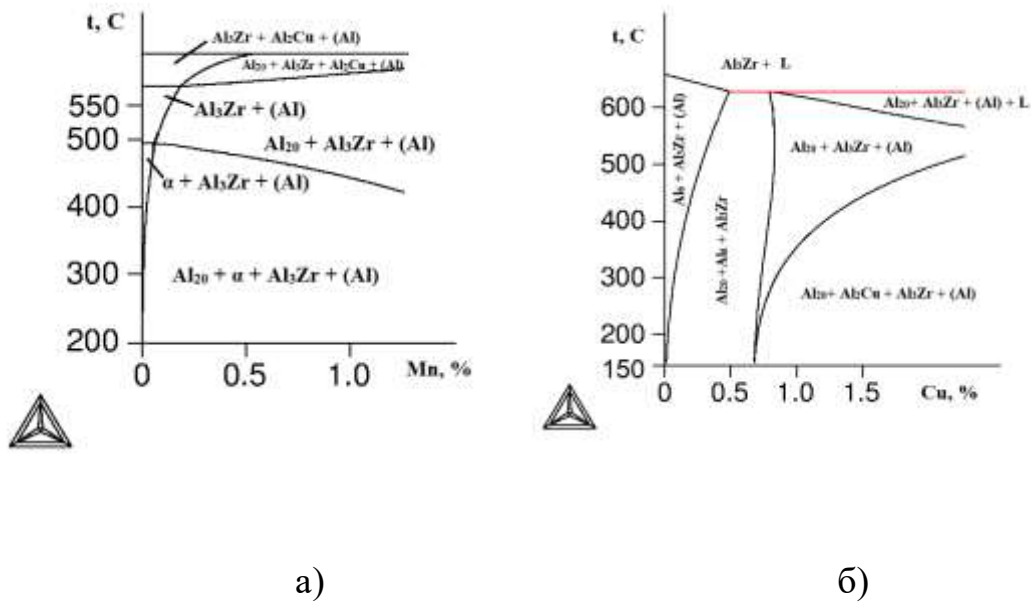 t, C
Al₃Zr + Al₂Cu + (Al)
Al₂₀ + Al₃Zr + Al₂Cu + (Al)
550
Al₃Zr + (Al)
500
Al₂₀ + Al₃Zr + (Al)
α + Al₃Zr + (Al)
400
300
Al₂₀ + α + Al₃Zr + (Al)
200
0
0.5
1.0
Mn, %
а)
t, C
Al₃Zr + L
600
Al₂₀+ Al₃Zr + (Al) + L
Al₆ + Al₃Zr + (Al)
Al₂₀ + Al₃Zr + (Al)
500
400
Al₂₀ +Al₆ + Al₃Zr
300
Al₂₀+ Al₂Cu + Al₃Zr + (Al)
200
150
0
0.5
1.0
1.5
Cu, %
б)